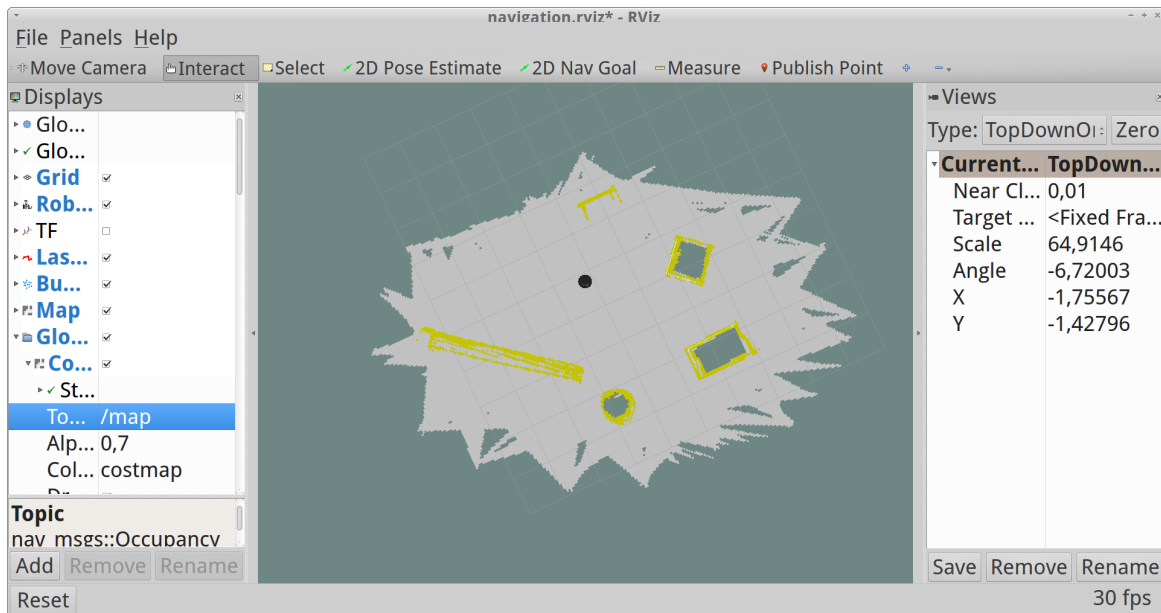 navigation.rviz* - RViz
File Panels Help
Move Camera Interact Select 2D Pose Estimate 2D Nav Goal Measure Publish Point
Displays
Glo...
Glo...
Grid
Rob...
TF
Las...
Bu...
Map
Glo...
Co...
St...
To... /map
Alp... 0,7
Col... costmap
Topic
nav_msgs::Occupancy
Add Remove Rename
Reset
Views
Type: TopDownO Zero
Current... TopDown...
Near Cl... 0,01
Target ... <Fixed Fra...
Scale 64,9146
Angle -6,72003
X -1,75567
Y -1,42796
Save Remove Rename
30 fps